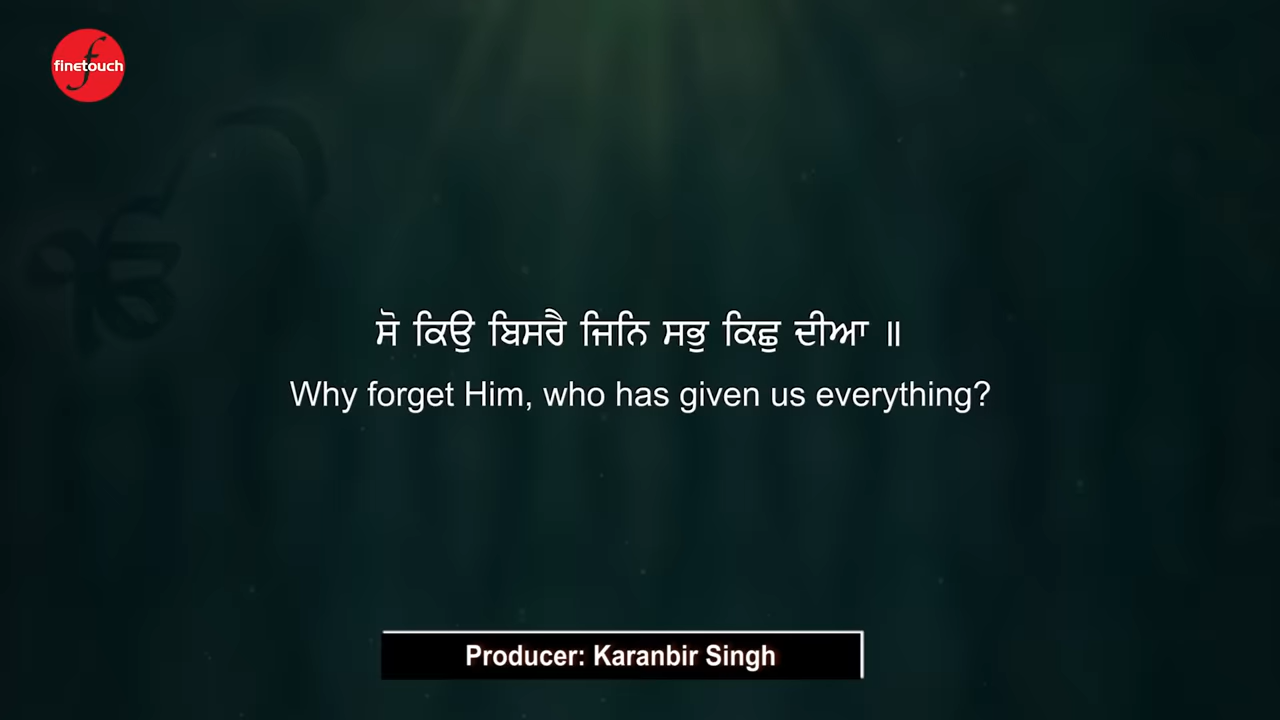 finetouch
ੴ
ਸੋ ਕਿਉ ਬਿਸਰੈ ਜਿਨਿ ਸਭੁ ਕਿਛੁ ਦੀਆ ॥
Why forget Him, who has given us everything?
Producer: Karanbir Singh